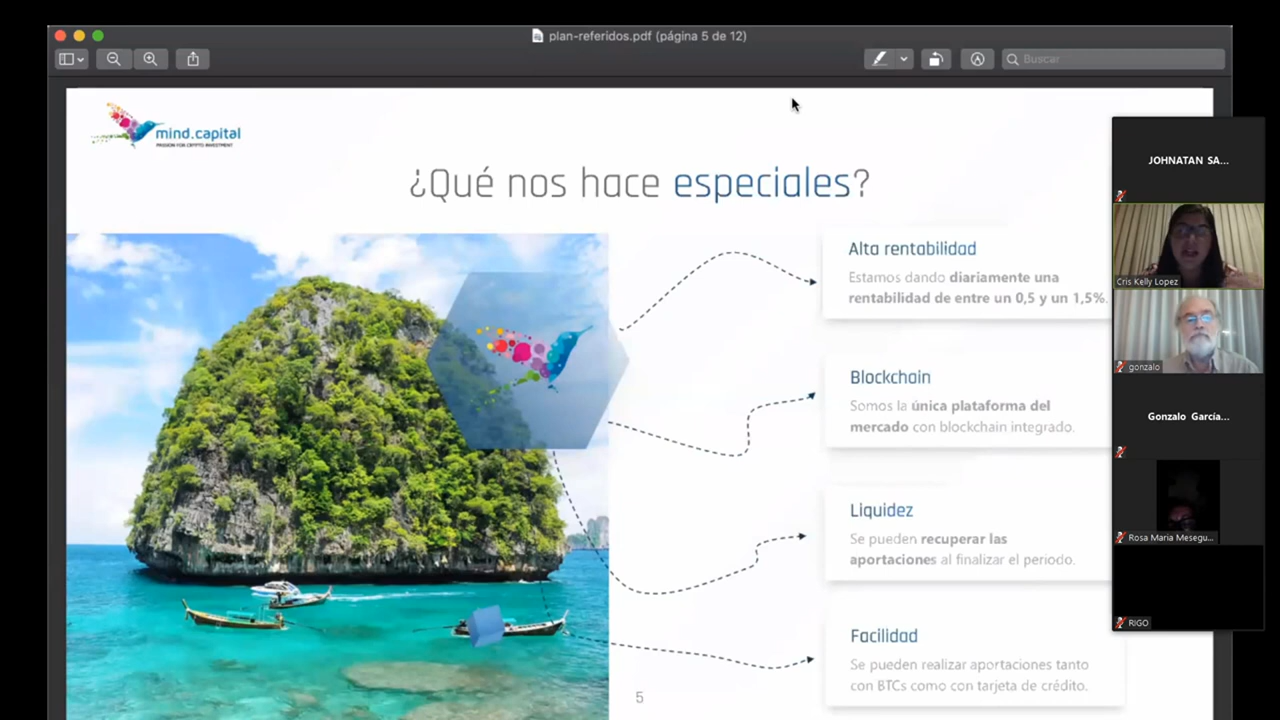 plan-referidos.pdf (página 5 de 12)
Buscar
mind.capital
PASSION FOR CRYPTO INVESTMENT
¿Qué nos hace especiales?
Alta rentabilidad
Estamos dando diariamente una
rentabilidad de entre un 0,5 y un 1,5%.
Blockchain
Somos la única plataforma del
mercado con blockchain integrado.
Liquidez
Se pueden recuperar las
aportaciones al finalizar el periodo.
Facilidad
Se pueden realizar aportaciones tanto
con BTCs como con tarjeta de crédito.
5
JOHNATAN SA...
Cris Kelly Lopez
gonzalo
Gonzalo García...
Rosa Maria Mesegu...
RIGO